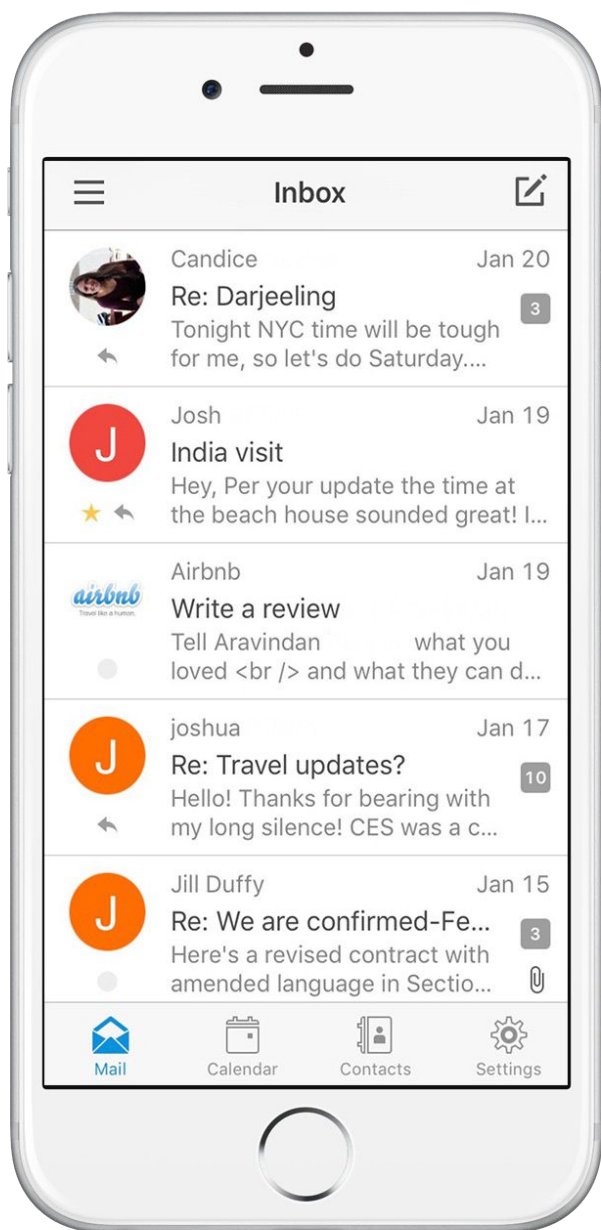 Inbox
Candice
Jan 20
Re: Darjeeling
3
Tonight NYC time will be tough
for me, so let's do Saturday....
J
Josh
Jan 19
India visit
Hey, Per your update the time at
the beach house sounded great! I...
airbnb
Travel like a human.
Airbnb
Jan 19
Write a review
Tell Aravindan what you
loved <br /> and what they can d...
J
joshua
Jan 17
Re: Travel updates?
10
Hello! Thanks for bearing with
my long silence! CES was a c...
J
Jill Duffy
Jan 15
Re: We are confirmed-Fe...
3
Here's a revised contract with
amended language in Sectio...
Mail
Calendar
Contacts
Settings